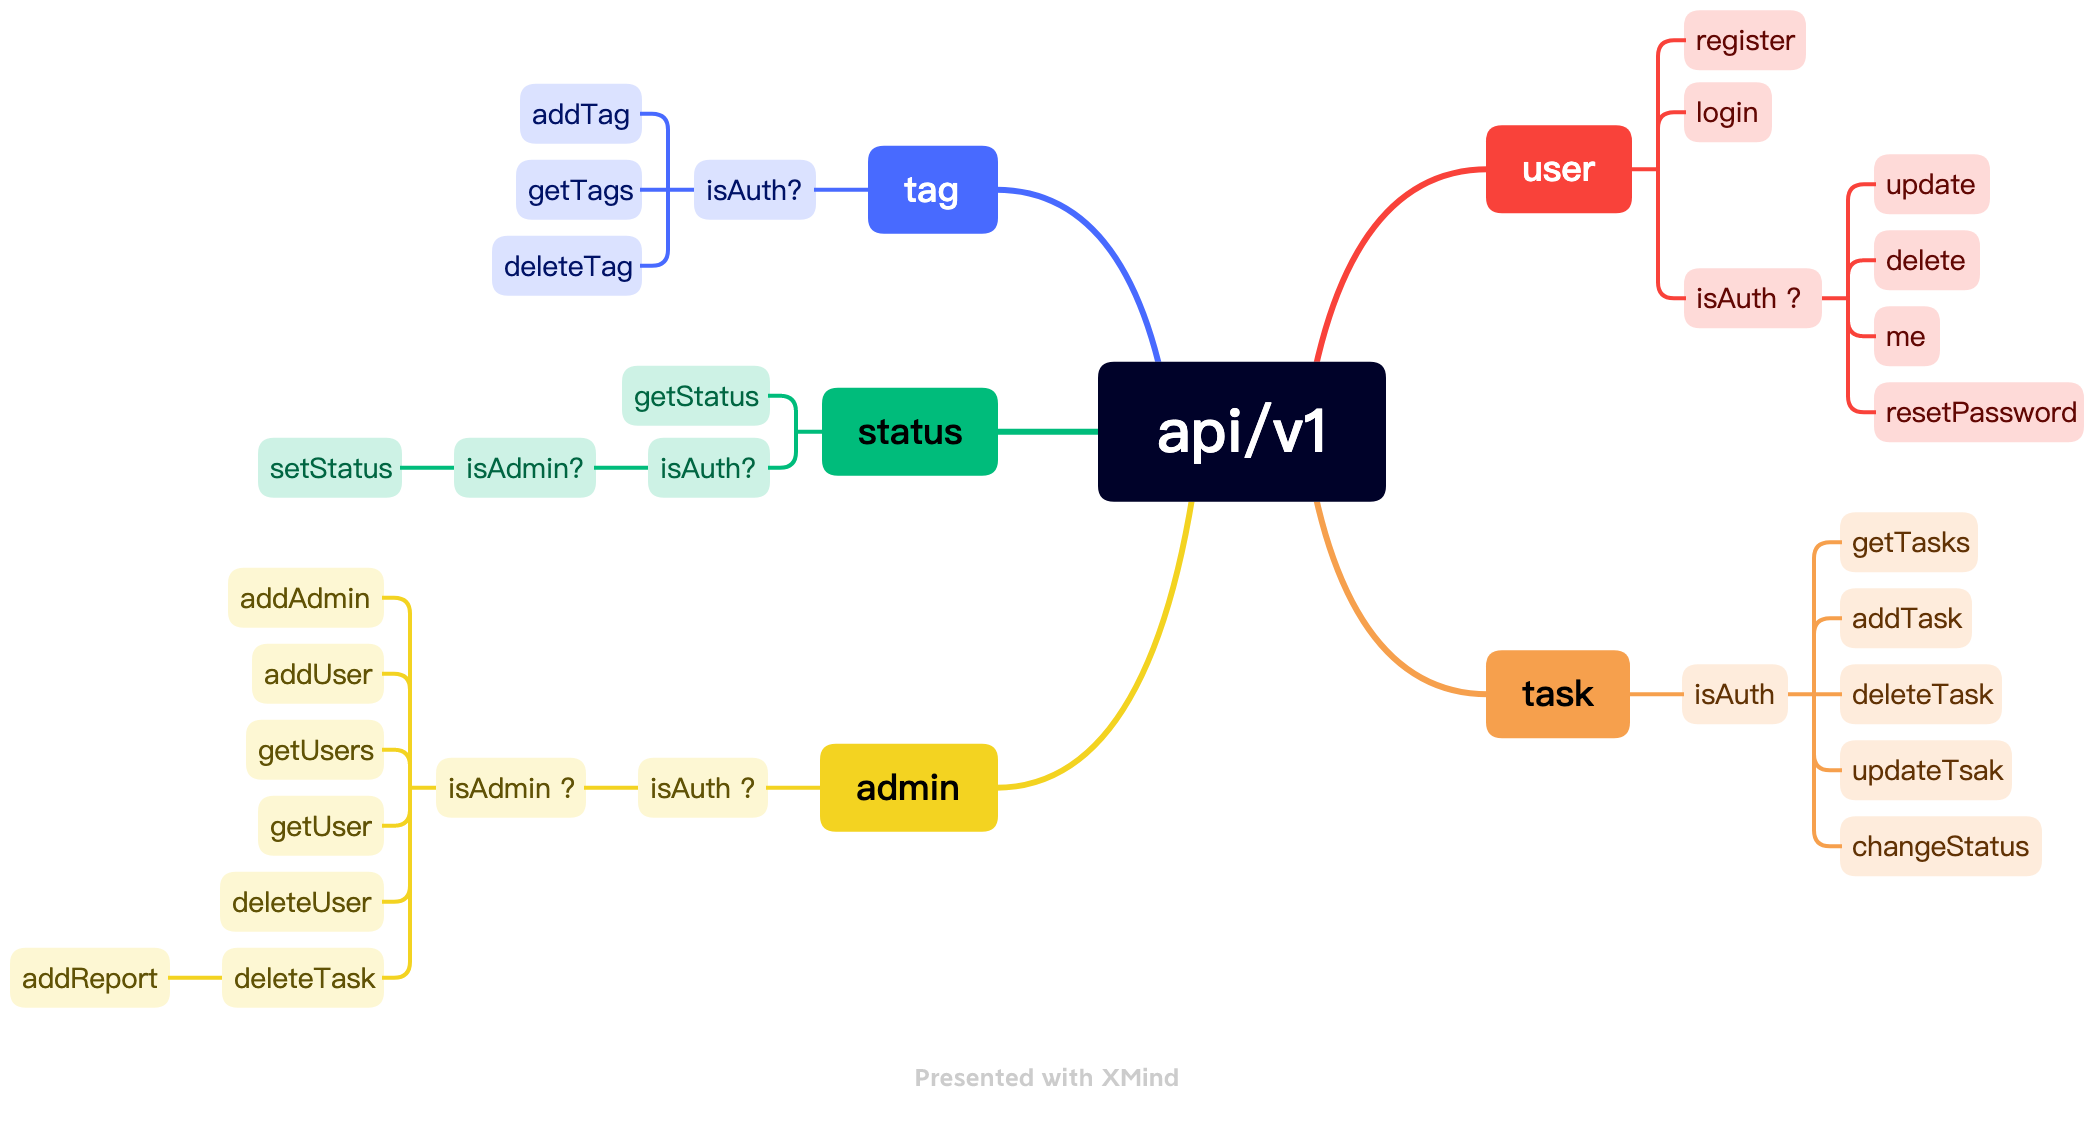 api/v1
user
register
login
isAuth ?
update
delete
me
resetPassword
task
isAuth
getTasks
addTask
deleteTask
updateTsak
changeStatus
tag
isAuth?
addTag
getTags
deleteTag
status
getStatus
isAuth?
isAdmin?
setStatus
admin
isAuth ?
isAdmin ?
addAdmin
addUser
getUsers
getUser
deleteUser
deleteTask
addReport
Presented with XMind